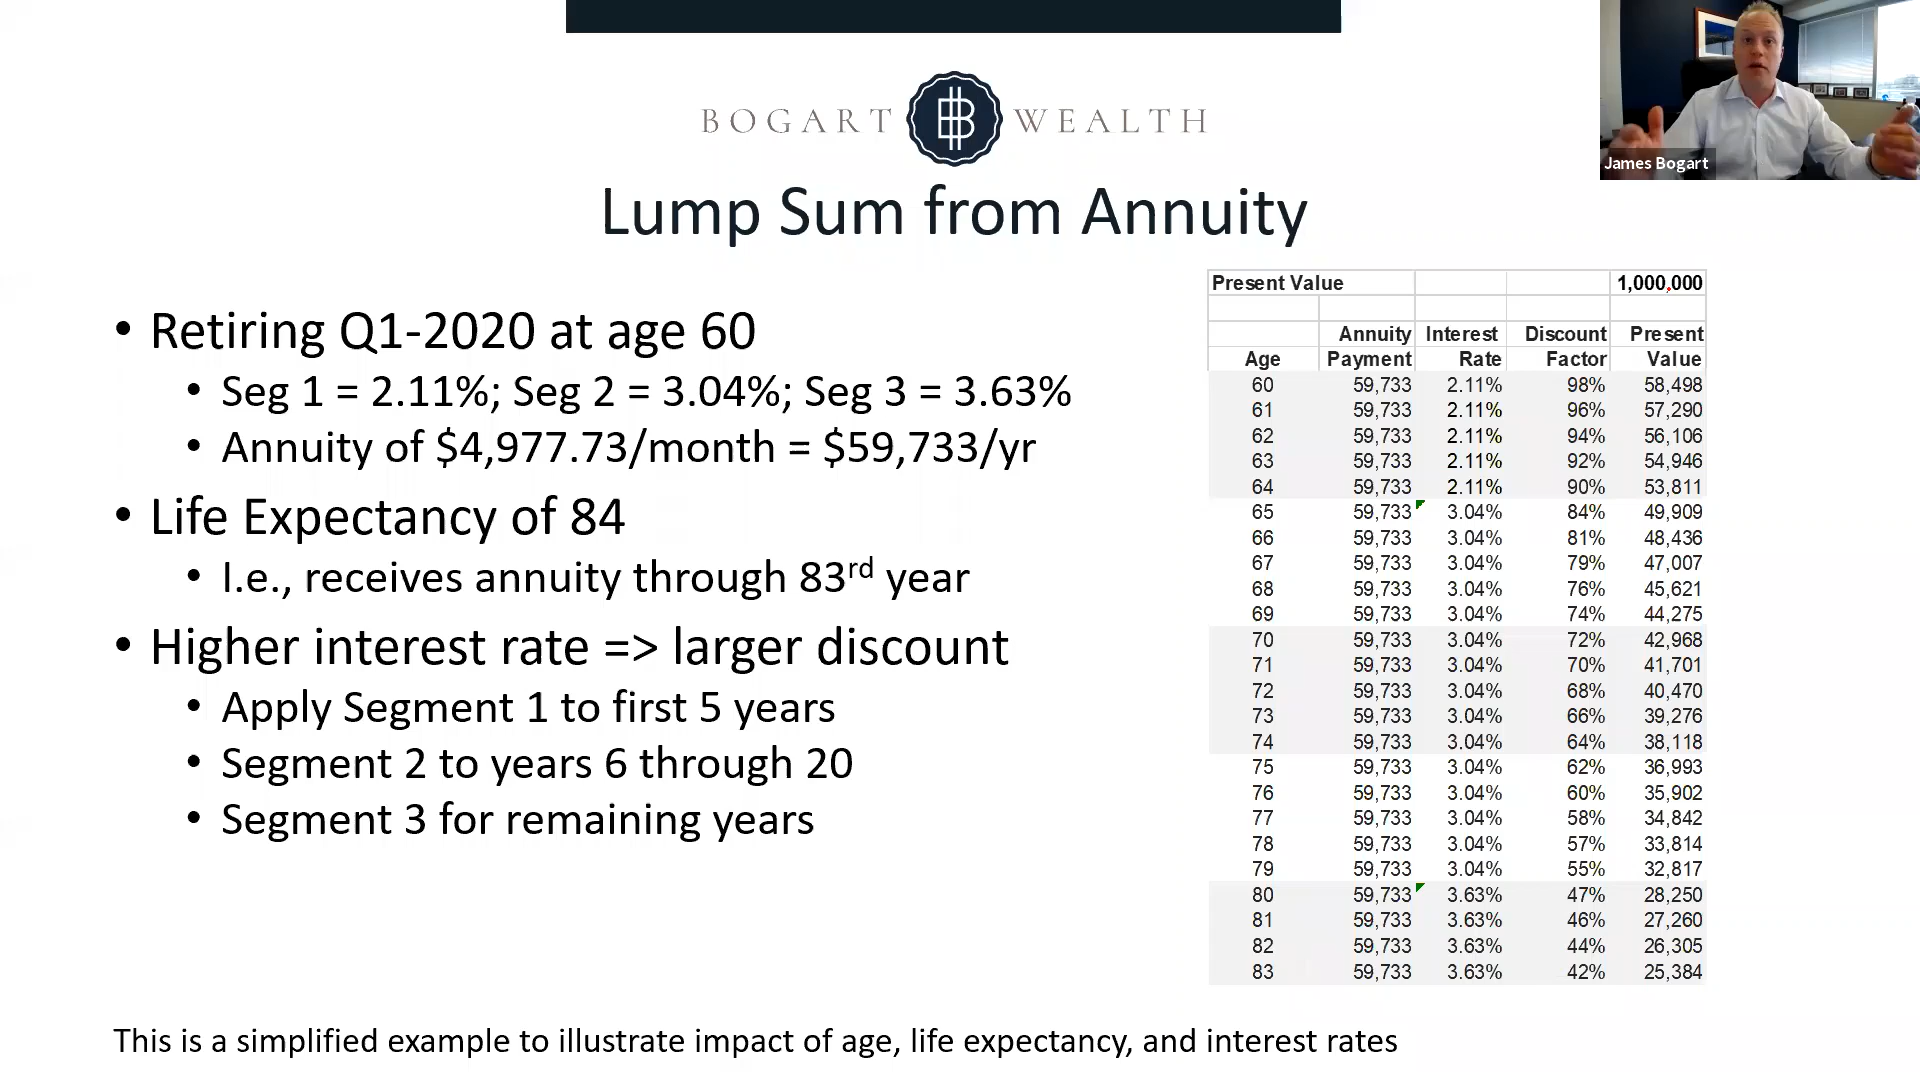 BOGART B WEALTH
James Bogart
Lump Sum from Annuity
• Retiring Q1-2020 at age 60
• Seg 1 = 2.11%; Seg 2 = 3.04%; Seg 3 = 3.63%
• Annuity of $4,977.73/month = $59,733/yr
• Life Expectancy of 84
• I.e., receives annuity through 83rd year
• Higher interest rate => larger discount
• Apply Segment 1 to first 5 years
• Segment 2 to years 6 through 20
• Segment 3 for remaining years
Present Value 1,000,000
Annuity Interest Discount Present
Age Payment Rate Factor Value
60 59,733 2.11% 98% 58,498
61 59,733 2.11% 96% 57,290
62 59,733 2.11% 94% 56,106
63 59,733 2.11% 92% 54,946
64 59,733 2.11% 90% 53,811
65 59,733 3.04% 84% 49,909
66 59,733 3.04% 81% 48,436
67 59,733 3.04% 79% 47,007
68 59,733 3.04% 76% 45,621
69 59,733 3.04% 74% 44,275
70 59,733 3.04% 72% 42,968
71 59,733 3.04% 70% 41,701
72 59,733 3.04% 68% 40,470
73 59,733 3.04% 66% 39,276
74 59,733 3.04% 64% 38,118
75 59,733 3.04% 62% 36,993
76 59,733 3.04% 60% 35,902
77 59,733 3.04% 58% 34,842
78 59,733 3.04% 57% 33,814
79 59,733 3.04% 55% 32,817
80 59,733 3.63% 47% 28,250
81 59,733 3.63% 46% 27,260
82 59,733 3.63% 44% 26,305
83 59,733 3.63% 42% 25,384
This is a simplified example to illustrate impact of age, life expectancy, and interest rates